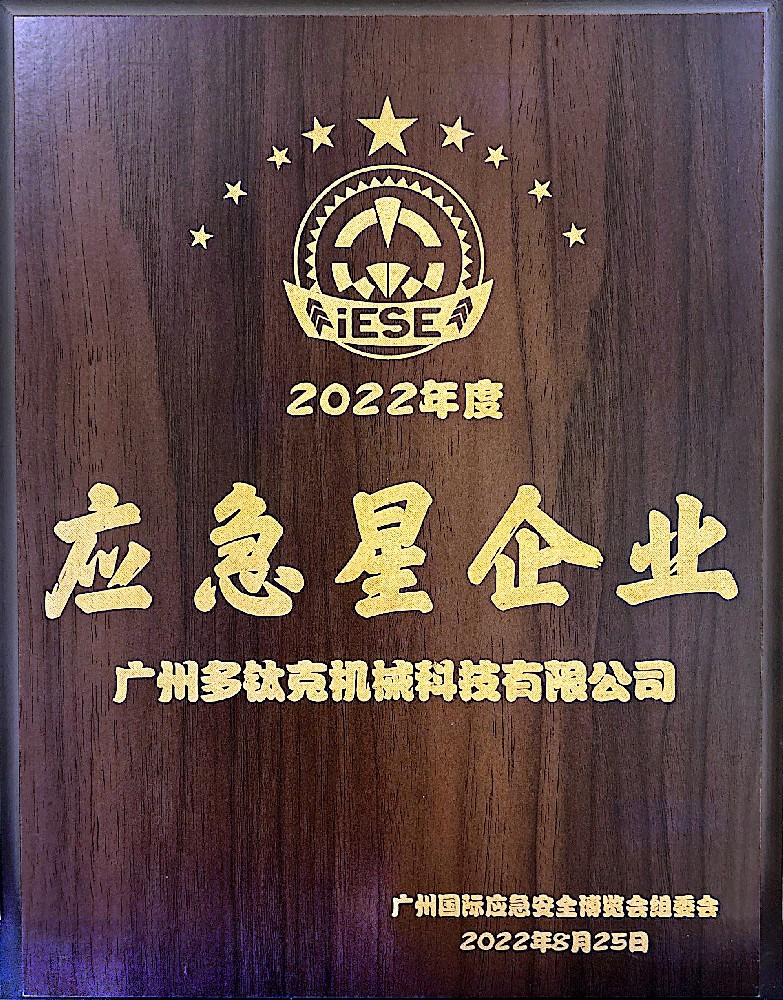 iESE
2022年度
应急星企业
广州多钛克机械科技有限公司
广州国际应急安全博览会组委会
2022年8月25日